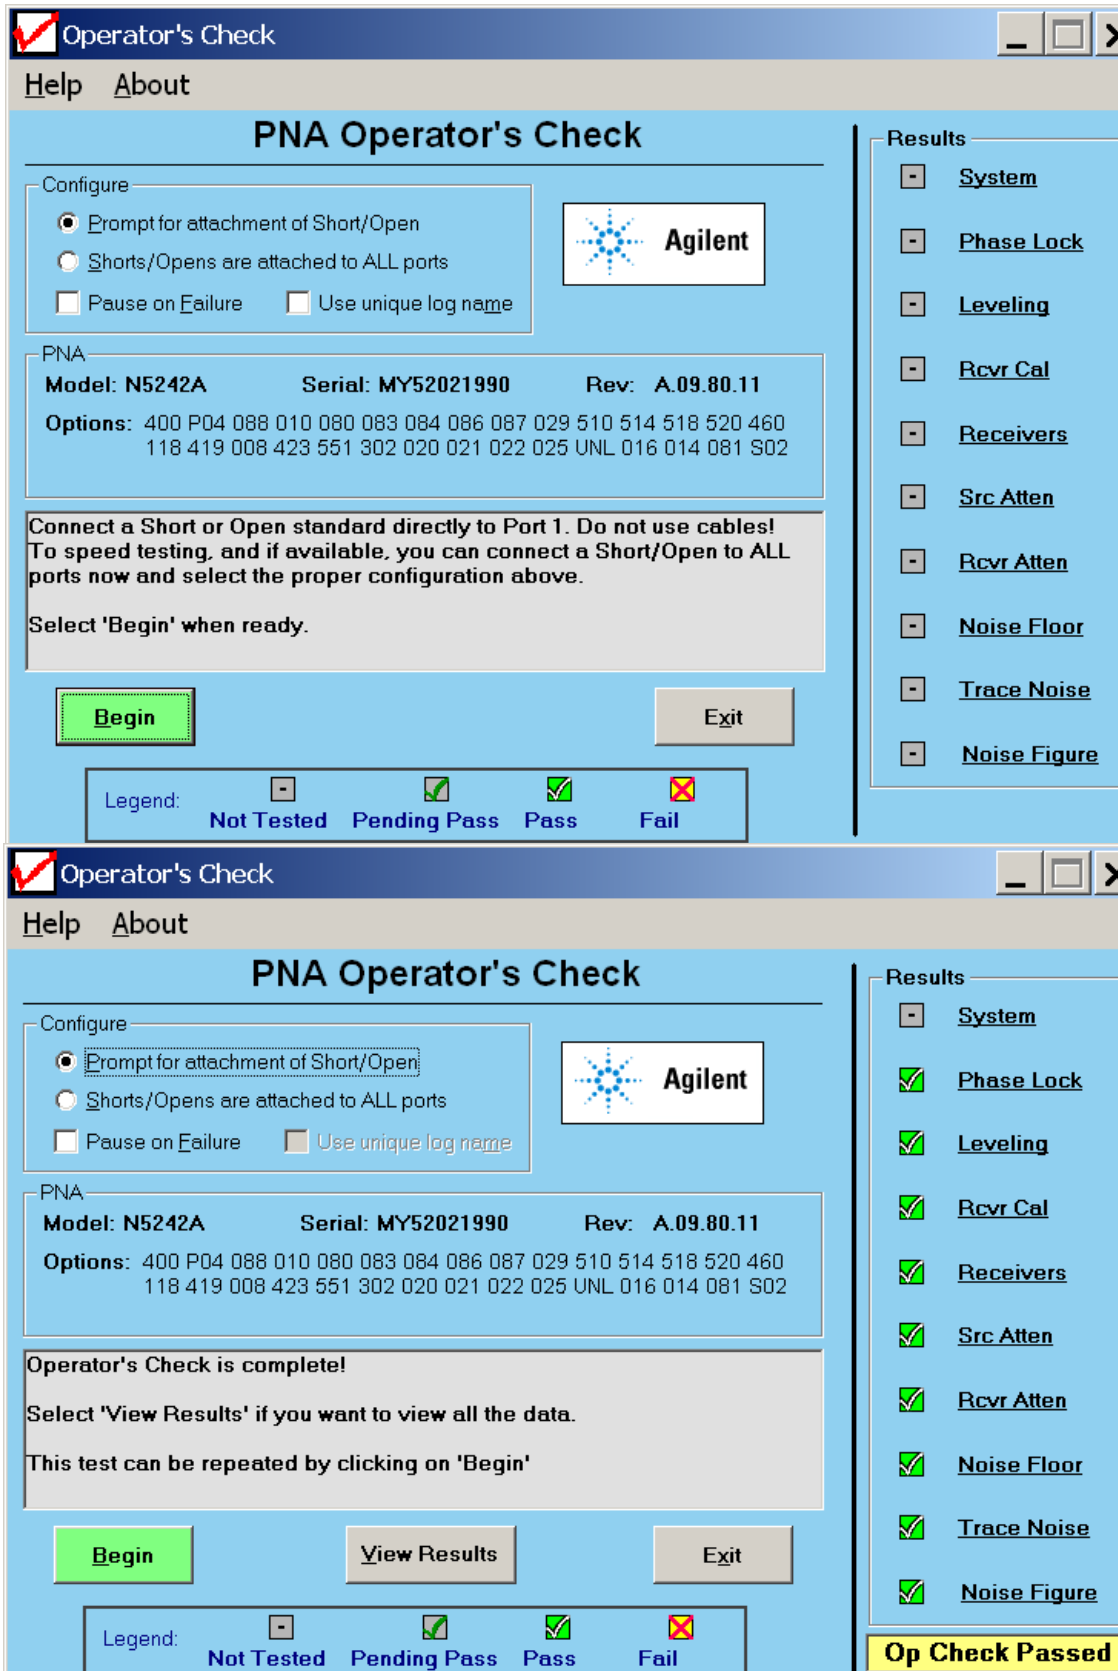 Operator's Check
Help About
PNA Operator's Check
Configure
Prompt for attachment of Short/Open
Shorts/Opens are attached to ALL ports
Pause on Failure Use unique log name
Agilent
PNA
Model: N5242A Serial: MY52021990 Rev: A.09.80.11
Options: 400 P04 088 010 080 083 084 086 087 029 510 514 518 520 460
118 419 008 423 551 302 020 021 022 025 UNL 016 014 081 S02
Connect a Short or Open standard directly to Port 1. Do not use cables!
To speed testing, and if available, you can connect a Short/Open to ALL
ports now and select the proper configuration above.
Select 'Begin' when ready.
Begin Exit
Legend: Not Tested Pending Pass Pass Fail
Results
System
Phase Lock
Leveling
Rcvr Cal
Receivers
Src Atten
Rcvr Atten
Noise Floor
Trace Noise
Noise Figure
Operator's Check
Help About
PNA Operator's Check
Configure
Prompt for attachment of Short/Open
Shorts/Opens are attached to ALL ports
Pause on Failure Use unique log name
Agilent
PNA
Model: N5242A Serial: MY52021990 Rev: A.09.80.11
Options: 400 P04 088 010 080 083 084 086 087 029 510 514 518 520 460
118 419 008 423 551 302 020 021 022 025 UNL 016 014 081 S02
Operator's Check is complete!
Select 'View Results' if you want to view all the data.
This test can be repeated by clicking on 'Begin'
Begin View Results Exit
Legend: Not Tested Pending Pass Pass Fail
Results
System
Phase Lock
Leveling
Rcvr Cal
Receivers
Src Atten
Rcvr Atten
Noise Floor
Trace Noise
Noise Figure
Op Check Passed